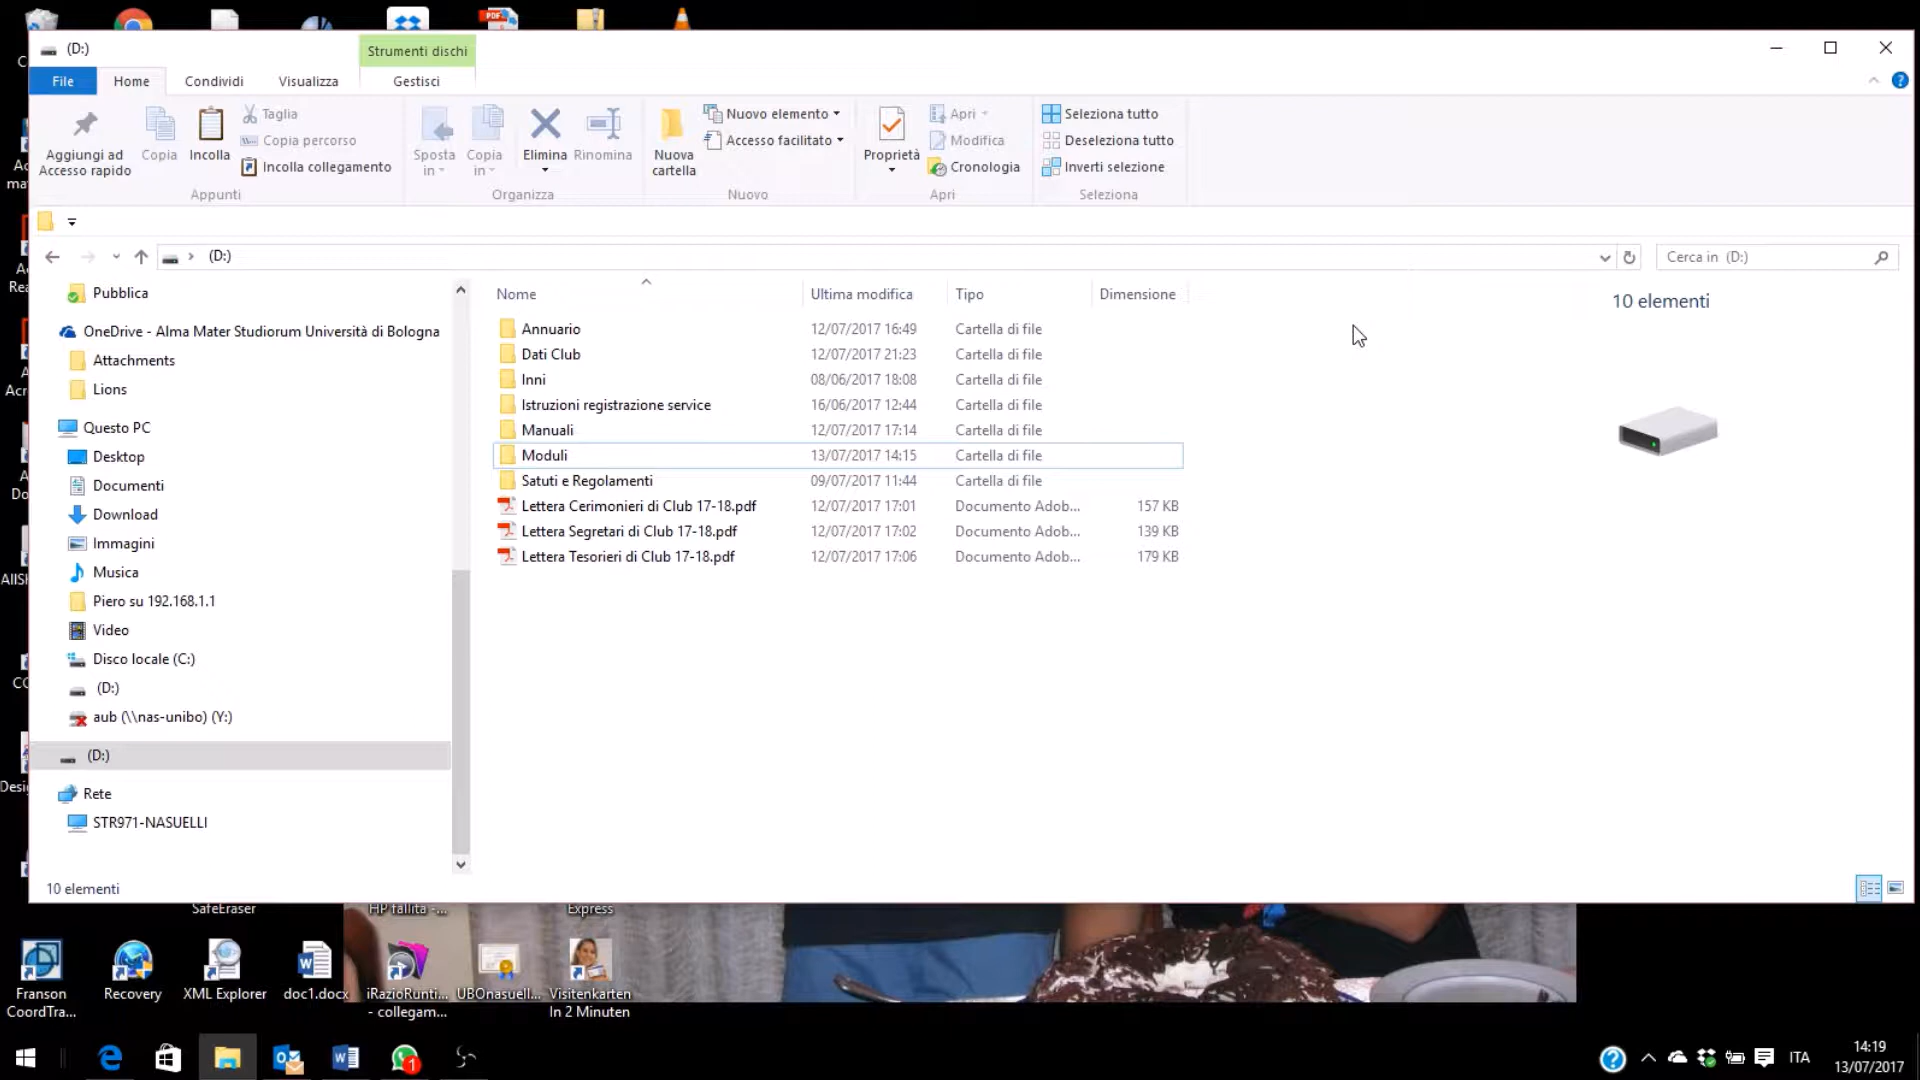 (D:)
Strumenti dischi
File
Home
Condividi
Visualizza
Gestisci
Aggiungi ad
Accesso rapido
Copia
Incolla
Taglia
Copia percorso
Incolla collegamento
Appunti
Sposta
in
Copia
in
Elimina
Rinomina
Organizza
Nuova
cartella
Nuovo elemento
Accesso facilitato
Nuovo
Proprietà
Apri
Modifica
Cronologia
Apri
Seleziona tutto
Deseleziona tutto
Inverti selezione
Seleziona
(D:)
Cerca in (D:)
Pubblica
OneDrive - Alma Mater Studiorum Università di Bologna
Attachments
Lions
Questo PC
Desktop
Documenti
Download
Immagini
Musica
Piero su 192.168.1.1
Video
Disco locale (C:)
(D:)
aub (\\nas-unibo) (Y:)
(D:)
Rete
STR971-NASUELLI
Nome Ultima modifica Tipo Dimensione
Annuario 12/07/2017 16:49 Cartella di file
Dati Club 12/07/2017 21:23 Cartella di file
Inni 08/06/2017 18:08 Cartella di file
Istruzioni registrazione service 16/06/2017 12:44 Cartella di file
Manuali 12/07/2017 17:14 Cartella di file
Moduli 13/07/2017 14:15 Cartella di file
Satuti e Regolamenti 09/07/2017 11:44 Cartella di file
Lettera Cerimonieri di Club 17-18.pdf 12/07/2017 17:01 Documento Adob... 157 KB
Lettera Segretari di Club 17-18.pdf 12/07/2017 17:02 Documento Adob... 139 KB
Lettera Tesorieri di Club 17-18.pdf 12/07/2017 17:06 Documento Adob... 179 KB
10 elementi
10 elementi
SafeEraser
HP fallita -...
Express
Franson
CoordTra...
Recovery
XML Explorer
doc1.docx
iRazioRunti...
- collegam...
UBOnasuell...
Visitenkarten
In 2 Minuten
1
ITA
14:19
13/07/2017